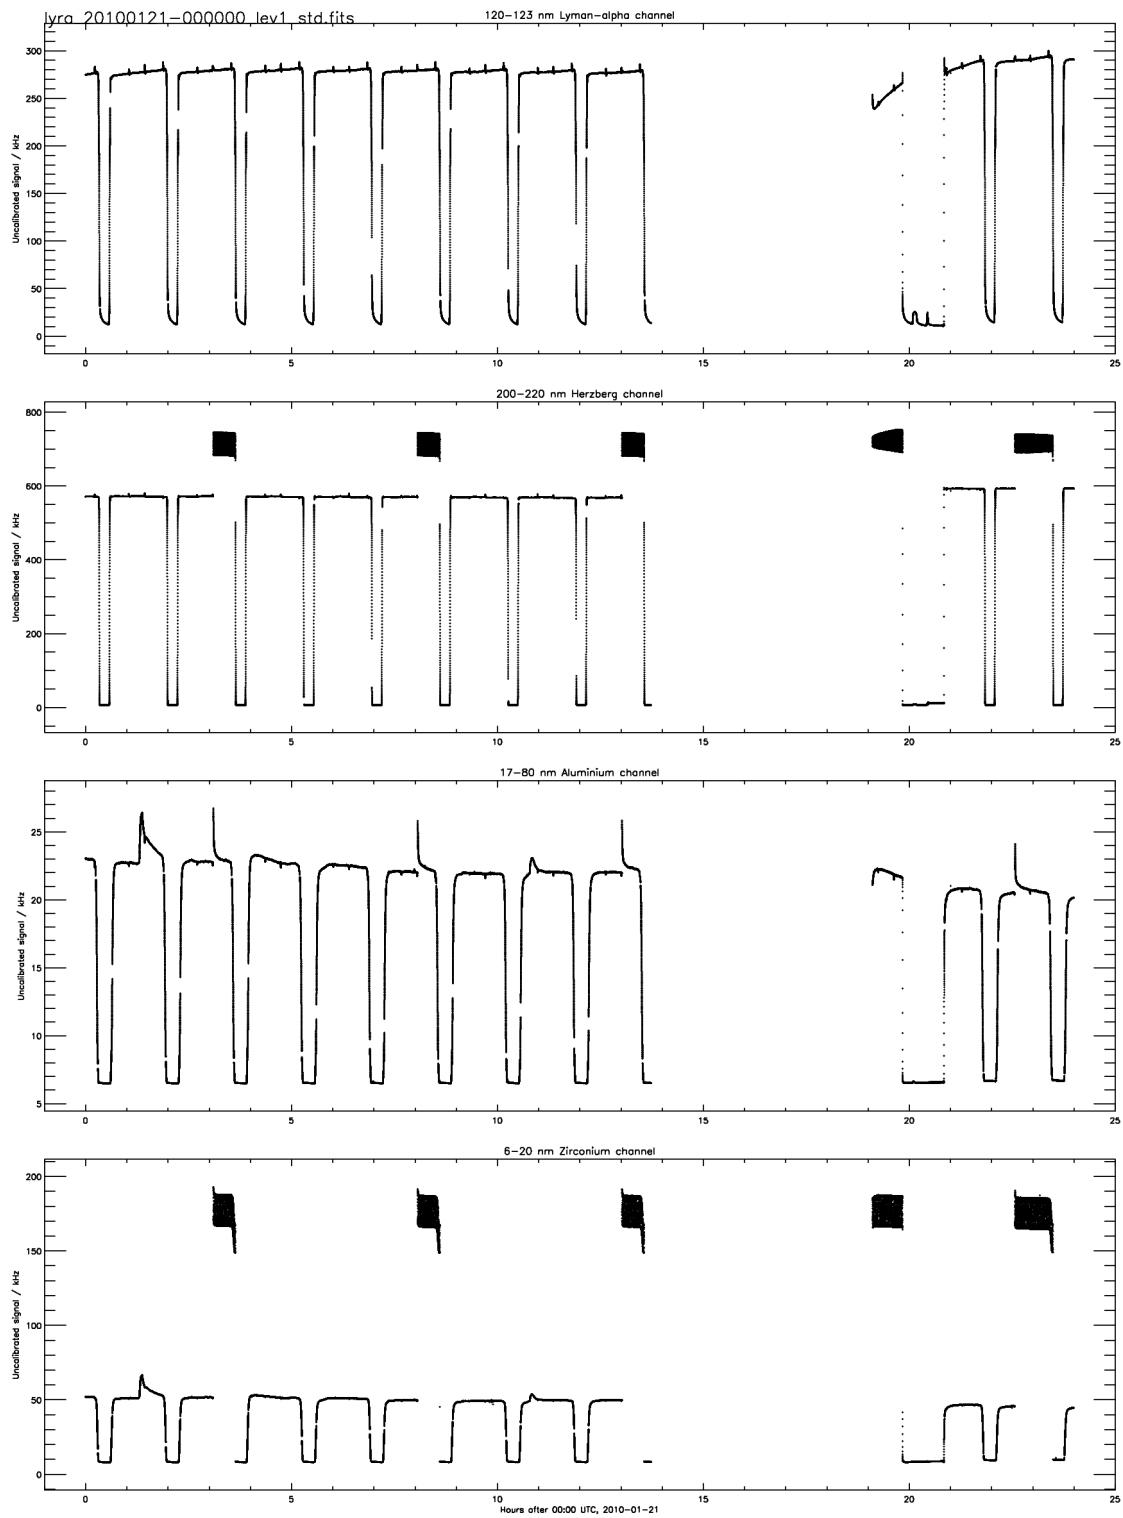 lyra_20100121-000000_lev1_std.fits
120-123 nm Lyman-alpha channel
300
250
200
150
100
50
0
Uncalibrated signal / kHz
0 5 10 15 20 25
200-220 nm Herzberg channel
800
600
400
200
0
Uncalibrated signal / kHz
0 5 10 15 20 25
17-80 nm Aluminium channel
25
20
15
10
5
Uncalibrated signal / kHz
0 5 10 15 20 25
6-20 nm Zirconium channel
200
150
100
50
0
Uncalibrated signal / kHz
0 5 10 15 20 25
Hours after 00:00 UTC, 2010-01-21